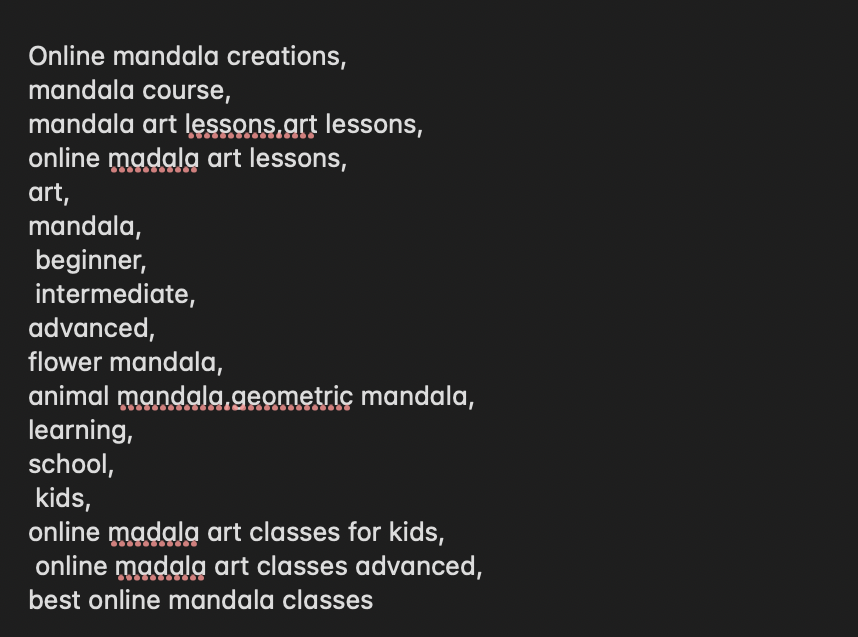 Online mandala creations,
mandala course,
mandala art lessons,art lessons,
online madala art lessons,
art,
mandala,
beginner,
intermediate,
advanced,
flower mandala,
animal mandala,geometric mandala,
learning,
school,
kids,
online madala art classes for kids,
online madala art classes advanced,
best online mandala classes